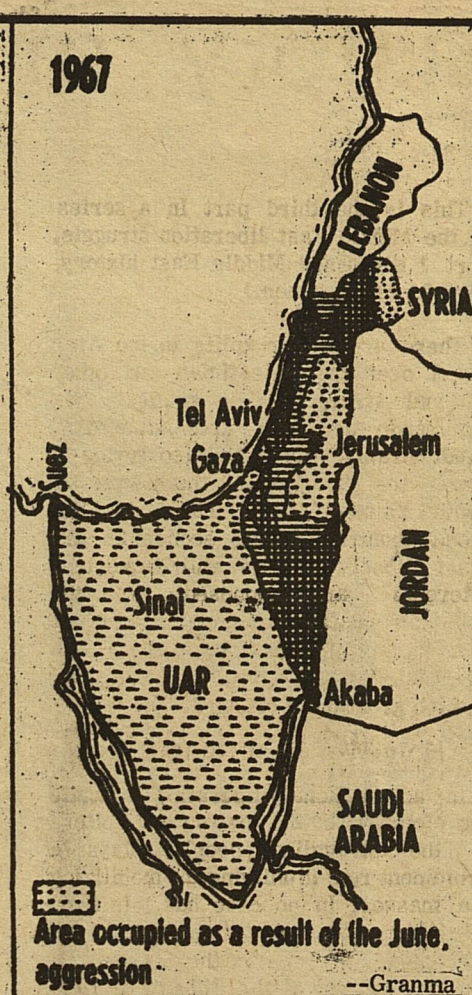 1967
LEBANON
SYRIA
Tel Aviv
Jerusalem
Gaza
Suez
JORDAN
Sinai
UAR
Akaba
SAUDI
ARABIA
Area occupied as a result of the June,
aggression
--Granma